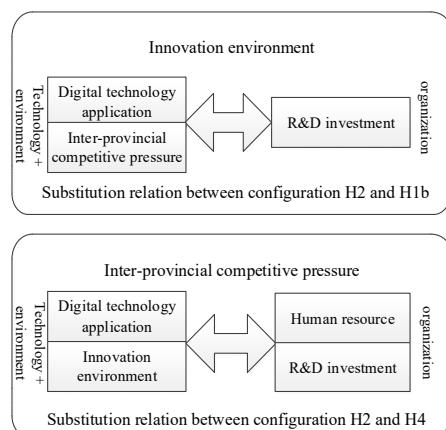 Innovation environment
Technology +
environment
Digital technology
application
Inter-provincial
competitive pressure
R&D investment
organization
Substitution relation between configuration H2 and H1b
Inter-provincial competitive pressure
Technology +
environment
Digital technology
application
Innovation
environment
Human resource
R&D investment
organization
Substitution relation between configuration H2 and H4